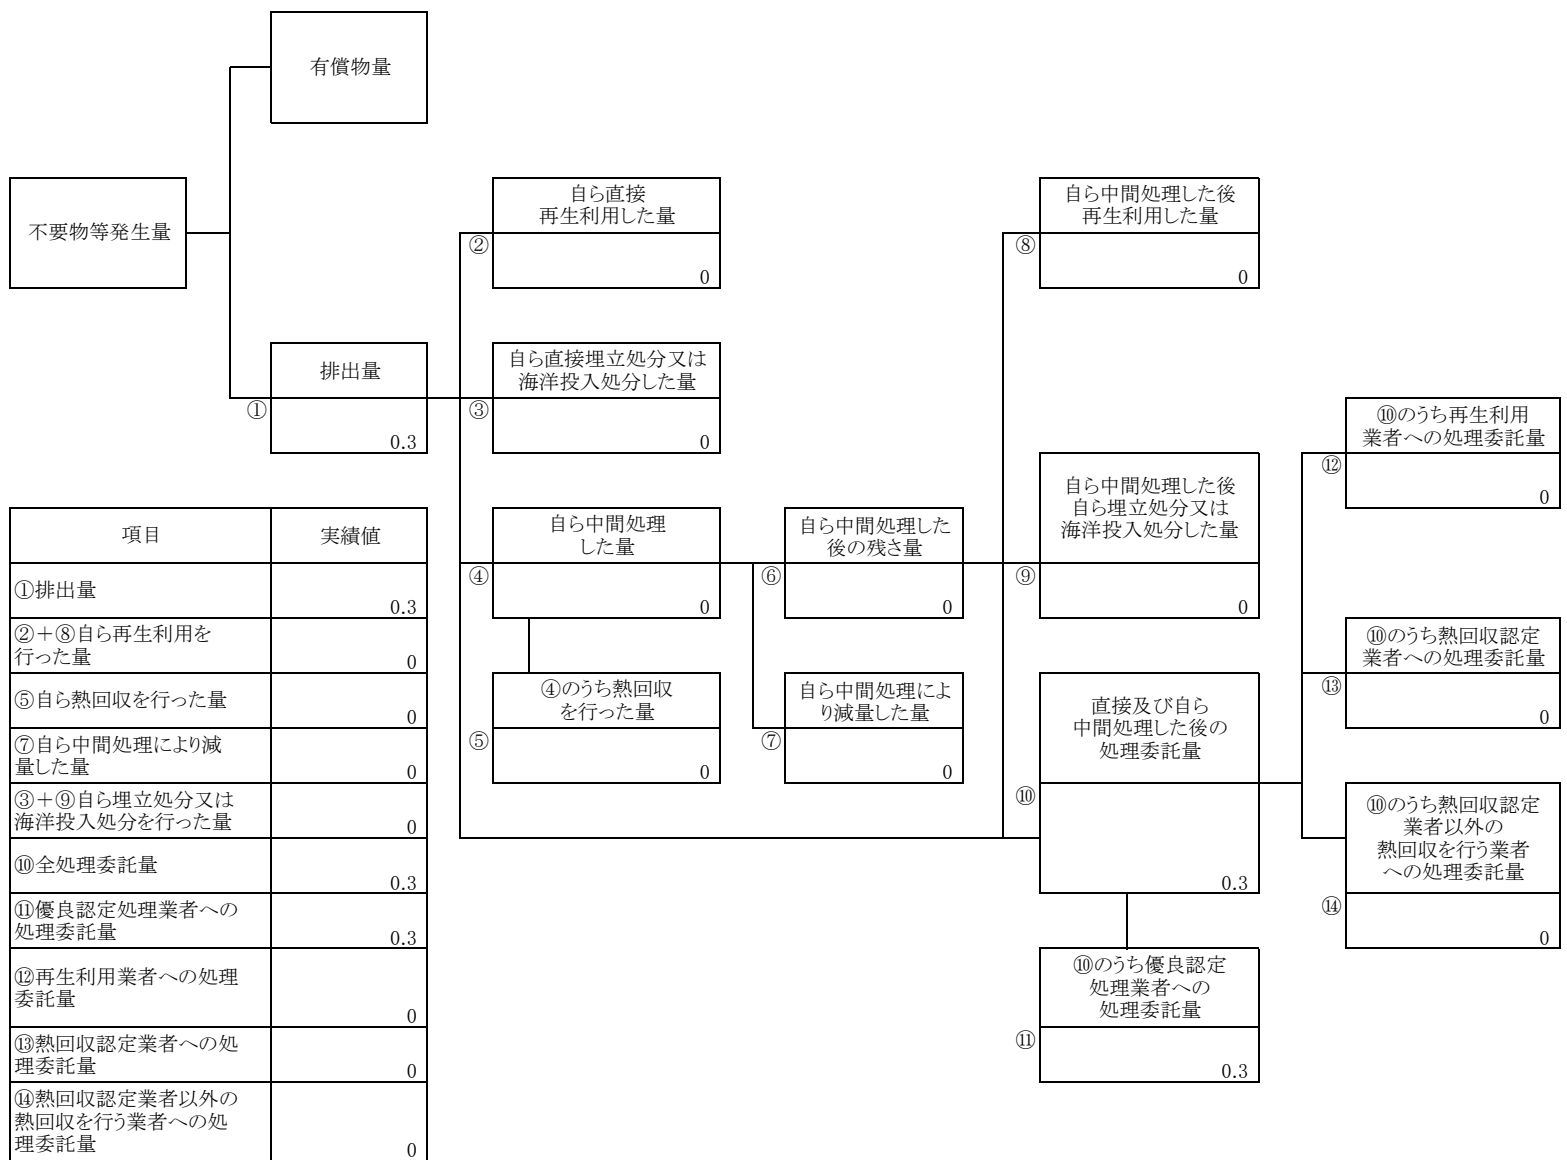 有償物量
不要物等発生量
排出量
①
0.3
自ら直接
再生利用した量
②
0
自ら直接埋立処分又は
海洋投入処分した量
③
0
自ら中間処理
した量
④
0
④のうち熱回収
を行った量
⑤
0
自ら中間処理した
後の残さ量
⑥
0
自ら中間処理によ
り減量した量
⑦
0
自ら中間処理した後
再生利用した量
⑧
0
自ら中間処理した後
自ら埋立処分又は
海洋投入処分した量
⑨
0
直接及び自ら
中間処理した後の
処理委託量
⑩
0.3
⑩のうち優良認定
処理業者への
処理委託量
⑪
0.3
⑩のうち再生利用
業者への処理委託量
⑫
0
⑩のうち熱回収認定
業者への処理委託量
⑬
0
⑩のうち熱回収認定
業者以外の
熱回収を行う業者
への処理委託量
⑭
0
項目 実績値
①排出量
0.3
②+⑧自ら再生利用を
行った量
0
⑤自ら熱回収を行った量
0
⑦自ら中間処理により減
量した量
0
③+⑨自ら埋立処分又は
海洋投入処分を行った量
0
⑩全処理委託量
0.3
⑪優良認定処理業者への
処理委託量
0.3
⑫再生利用業者への処理
委託量
0
⑬熱回収認定業者への処
理委託量
0
⑭熱回収認定業者以外の
熱回収を行う業者への処
理委託量
0